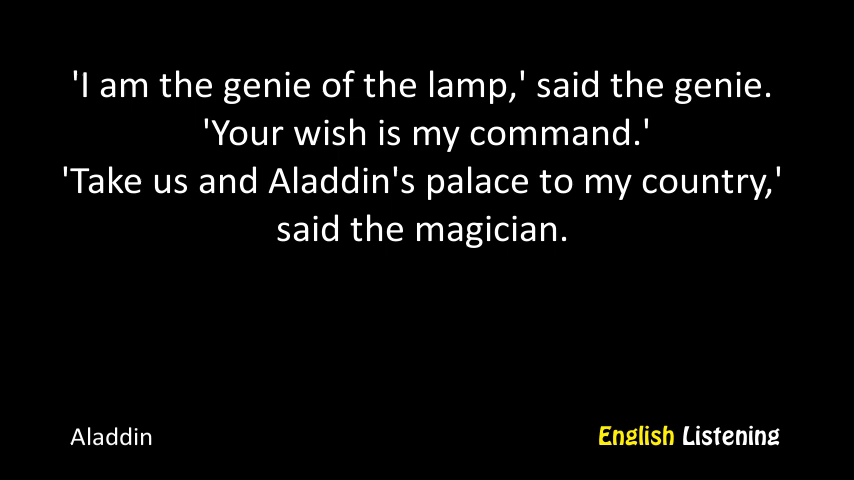 'I am the genie of the lamp,' said the genie.
'Your wish is my command.'
'Take us and Aladdin's palace to my country,'
said the magician.
Aladdin
English Listening